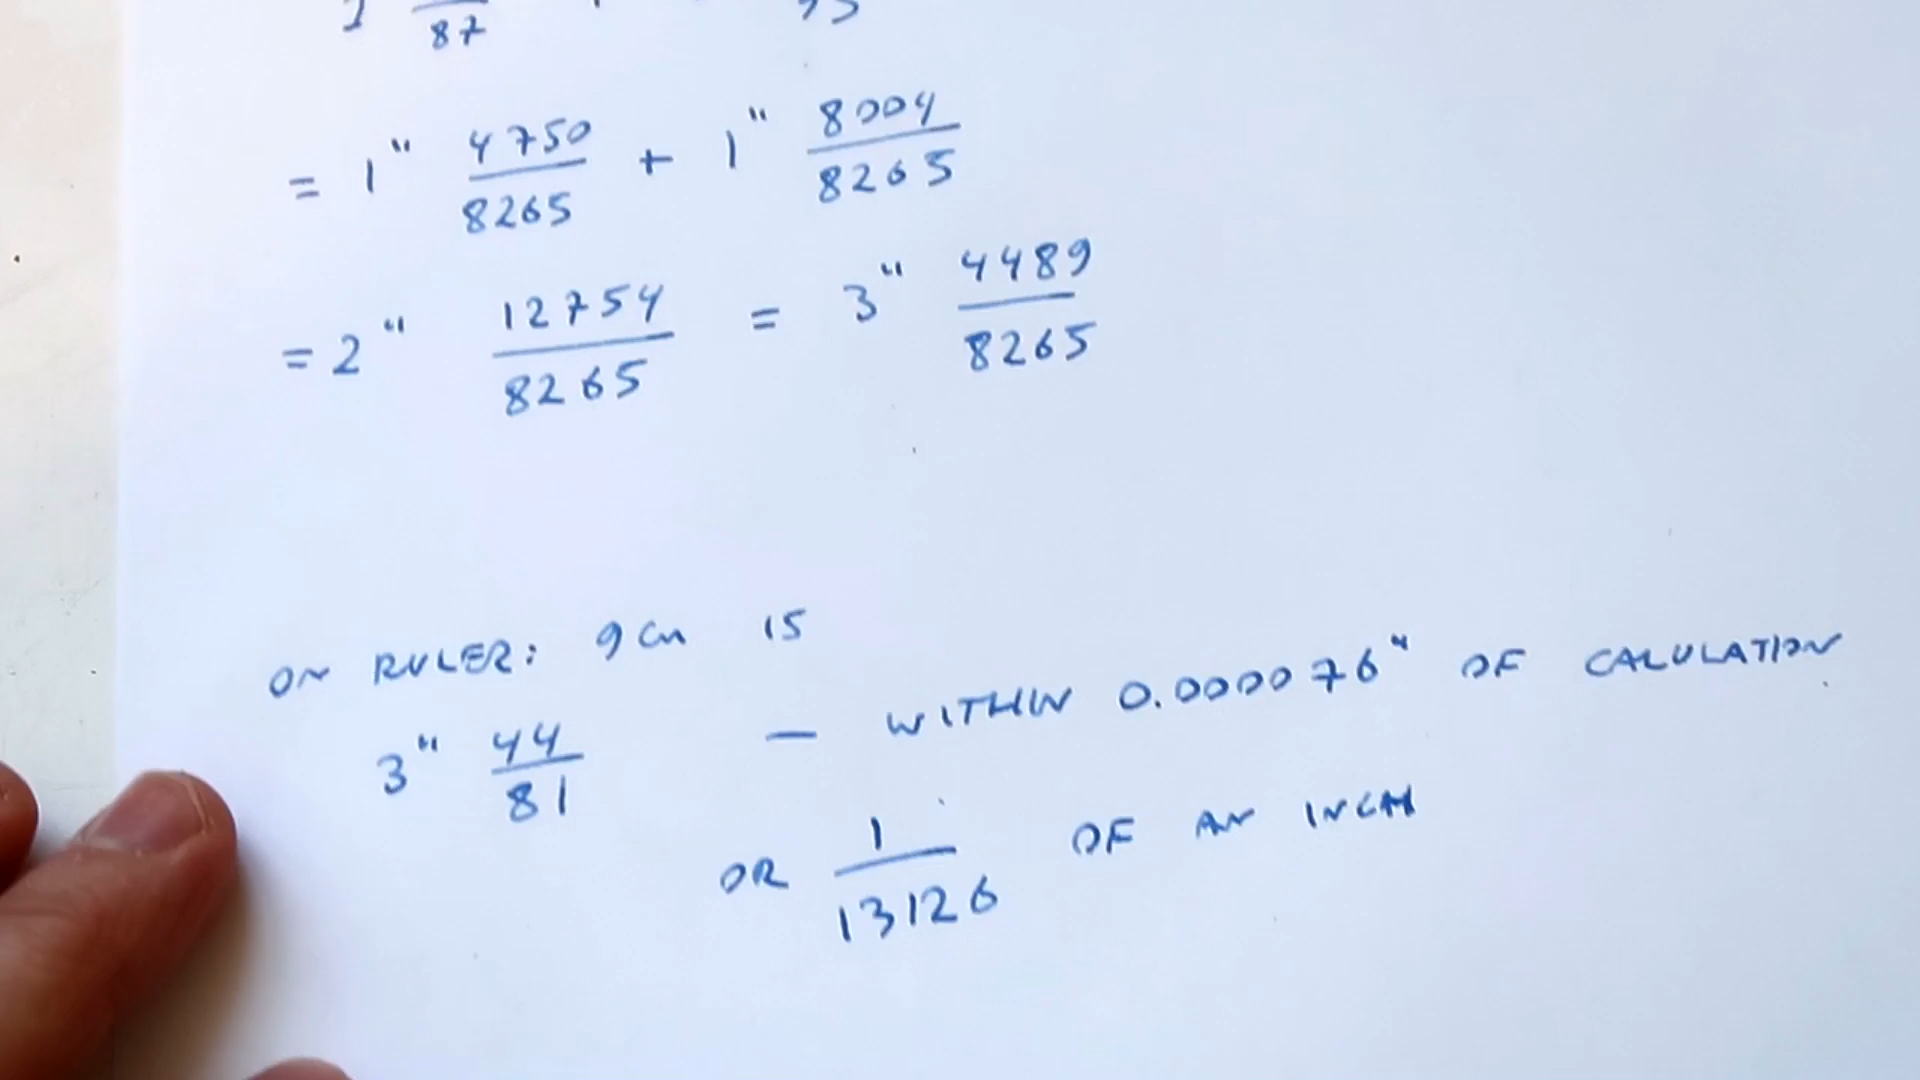 87
= 1" 4750/8265 + 1" 8004/8265
= 2" 12754/8265 = 3" 4489/8265
ON RULER: 9cm IS
3" 44/81 — WITHIN 0.000076" OF CALULATION
OR 1/13126 OF AN INCH